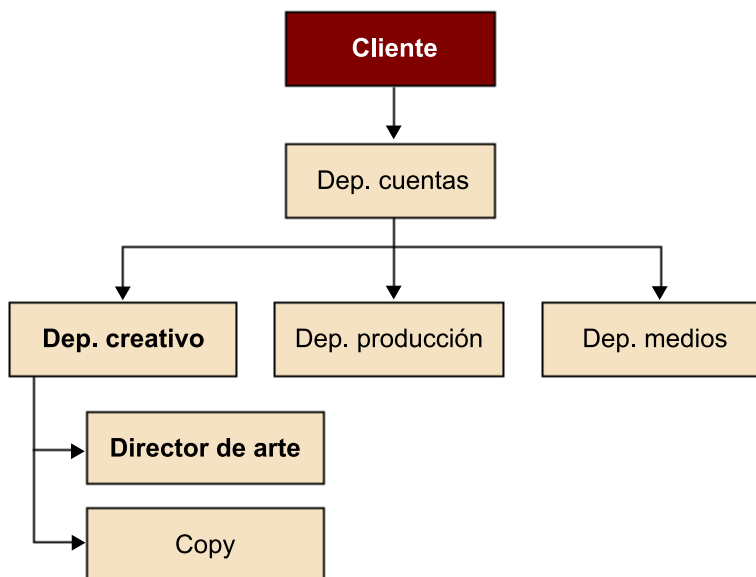 Cliente
Dep. cuentas
Dep. creativo
Dep. producción
Dep. medios
Director de arte
Copy